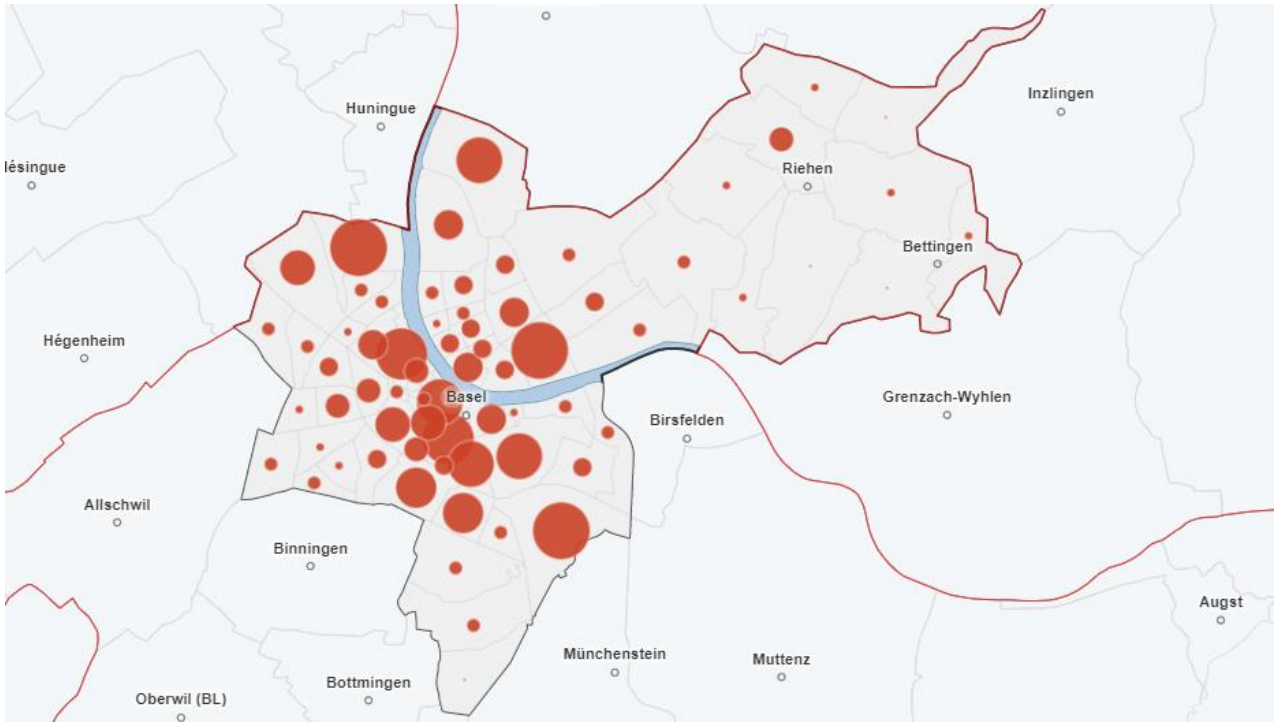 Huningue
Inzlingen
lésingue
Riehen
Bettingen
Hégenheim
Basel
Grenzach-Wyhlen
Birsfelden
Allschwil
Binningen
Augst
Münchenstein
Muttenz
Bottmingen
Oberwil (BL)